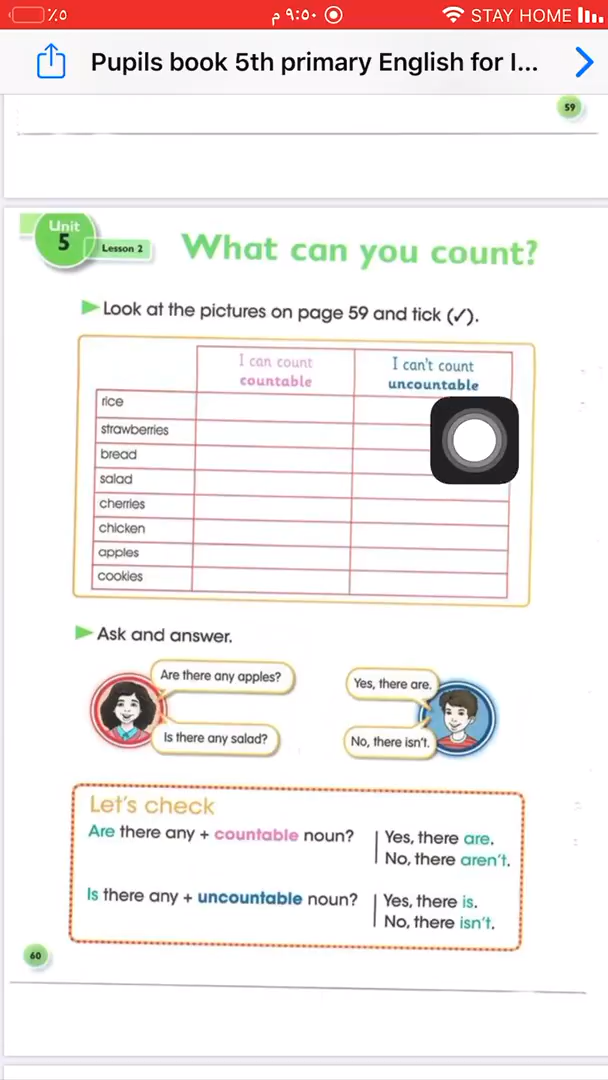 ٪٥
٩:٥٠ م
STAY HOME
Pupils book 5th primary English for I...
59
Unit
5
Lesson 2
What can you count?
Look at the pictures on page 59 and tick (✓).
I can count
countable
I can't count
uncountable
rice
strawberries
bread
salad
cherries
chicken
apples
cookies
Ask and answer.
Are there any apples?
Yes, there are.
Is there any salad?
No, there isn't.
Let's check
Are there any + countable noun?
Yes, there are.
No, there aren't.
Is there any + uncountable noun?
Yes, there is.
No, there isn't.
60